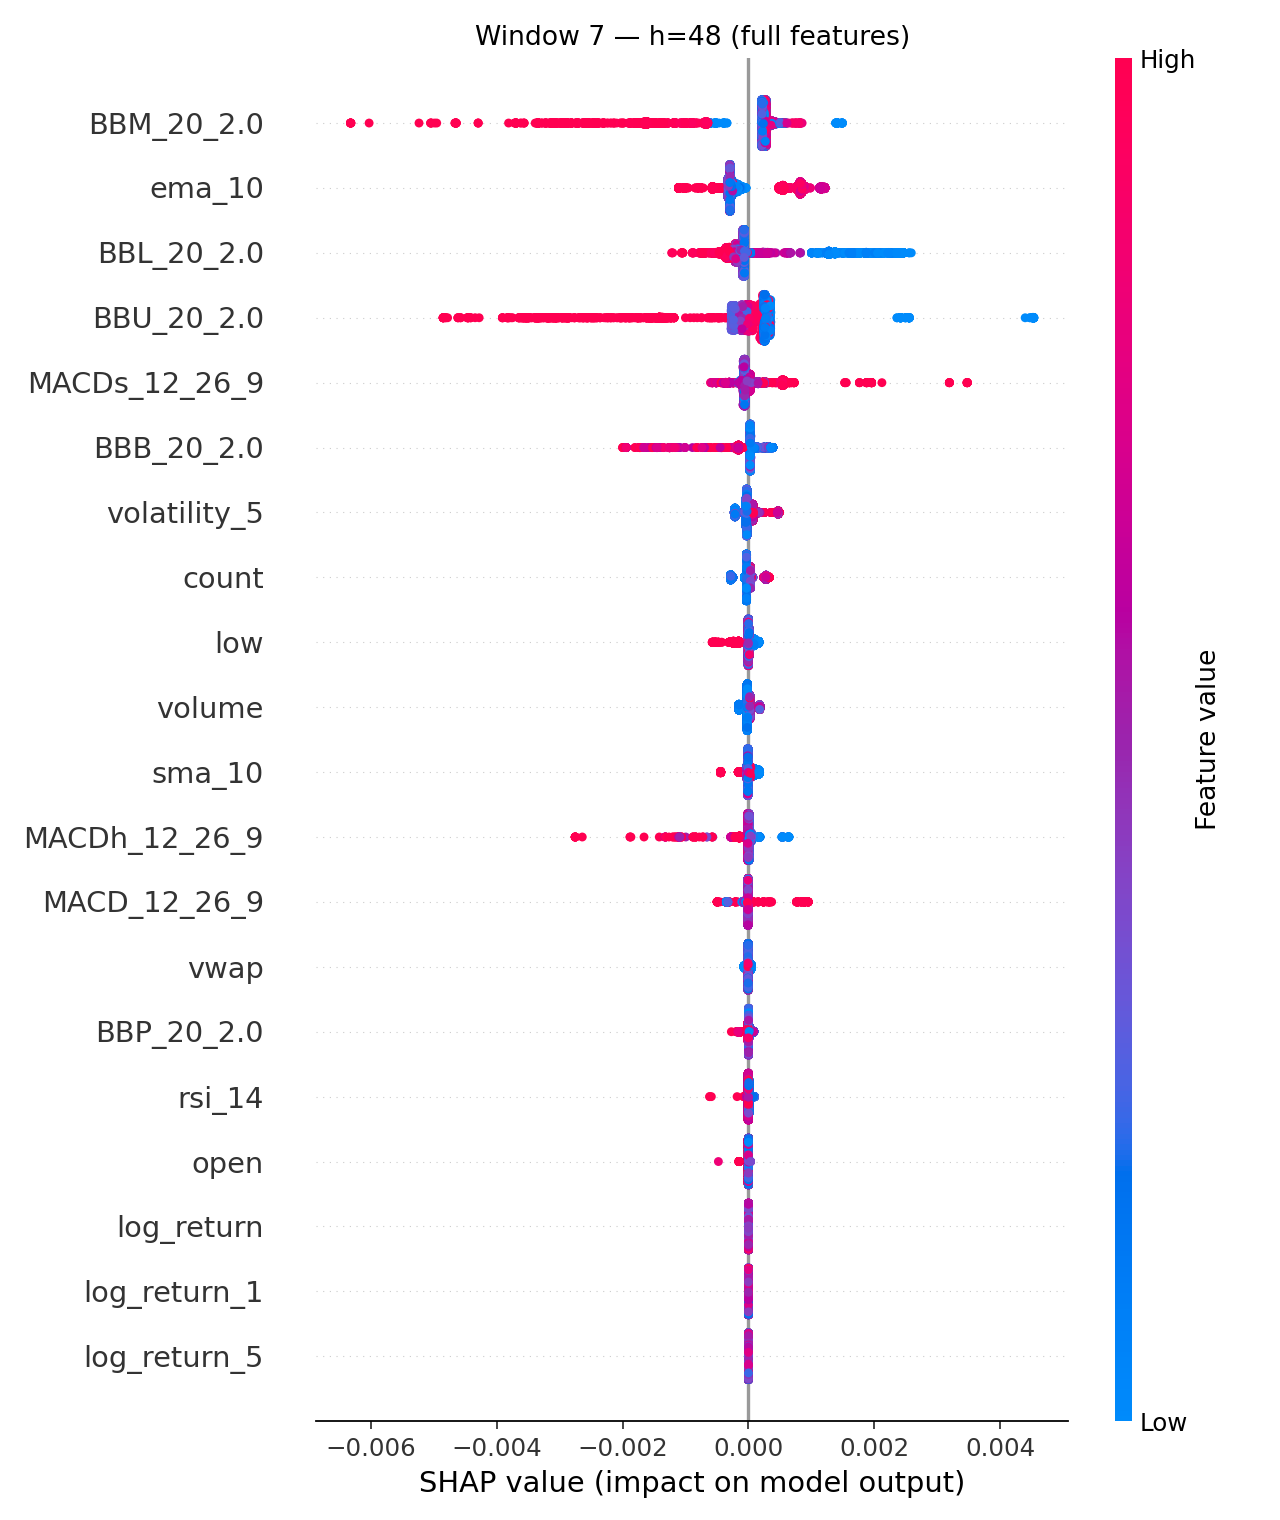 Window 7 — h=48 (full features)
High
BBM_20_2.0
ema_10
BBL_20_2.0
BBU_20_2.0
MACDs_12_26_9
BBB_20_2.0
volatility_5
count
low
volume
sma_10
MACDh_12_26_9
MACD_12_26_9
vwap
BBP_20_2.0
rsi_14
open
log_return
log_return_1
log_return_5
Feature value
Low
−0.006 −0.004 −0.002 0.000 0.002 0.004
SHAP value (impact on model output)